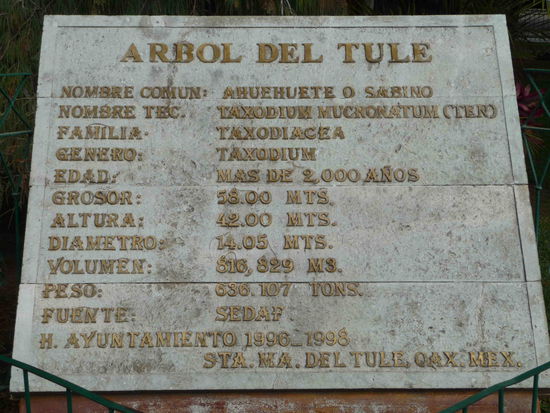 ARBOL DEL TULE
NOMBRE COMUN: AHUEHUETE O SABINO
NOMBRE TEC. TAXODIUM MUCRONATUM (TER)
FAMILIA: TAXODIACEA
GENERO: TAXODIUM
EDAD: MAS DE 2,000 AÑOS
GROSOR: 58.00 MTS.
ALTURA: 42.00 MTS.
DIAMETRO: 14.05 MTS.
VOLUMEN: 816,829 M3.
PESO: 636,107 TONS.
FUENTE: SEDAF
H. AYUNTAMIENTO 1996-1998
STA. MA. DEL TULE, OAX. MEX.